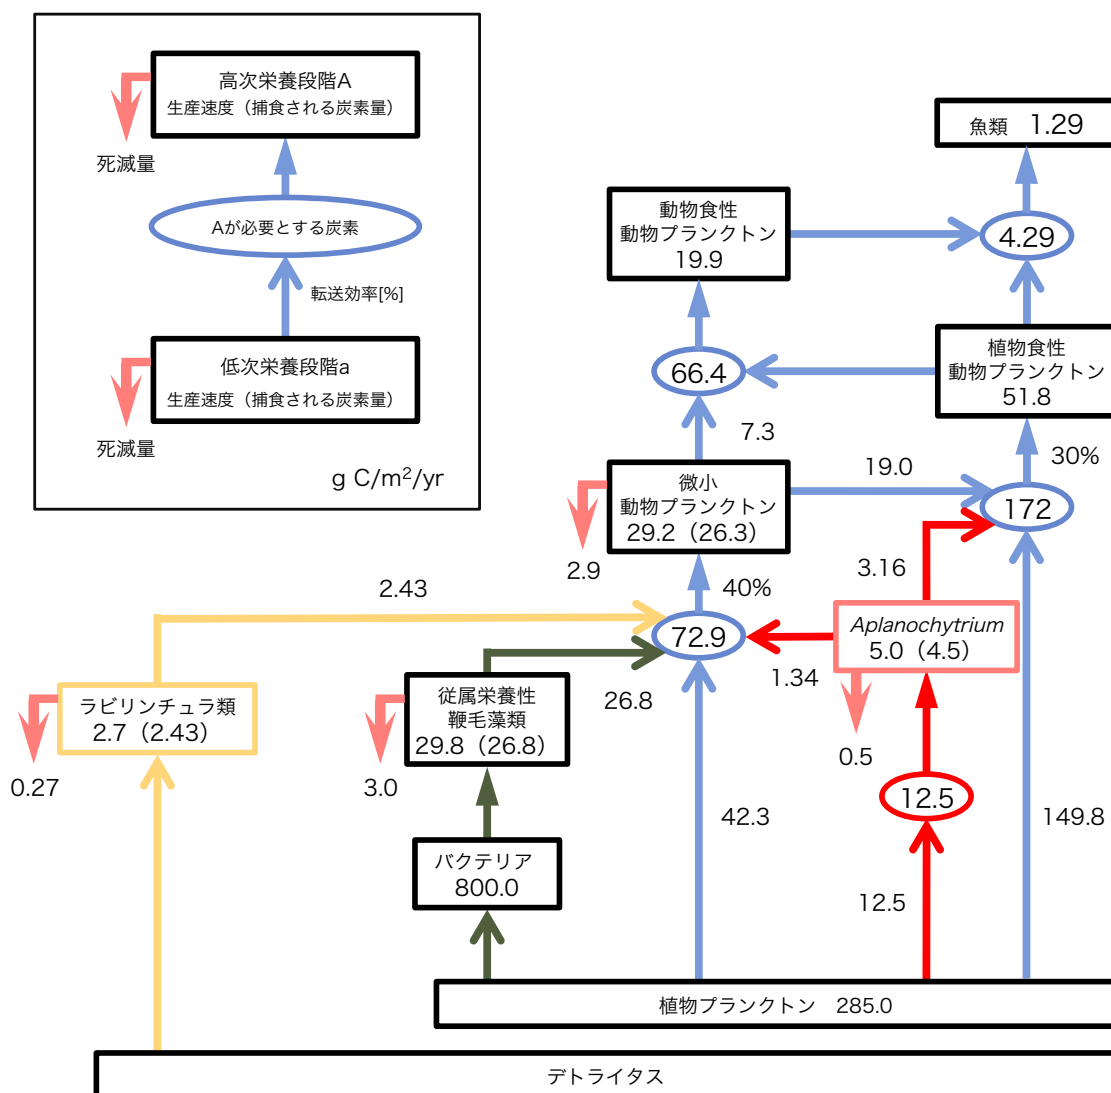 高次栄養段階A
生産速度（捕食される炭素量）
死滅量
Aが必要とする炭素
転送効率[%]
低次栄養段階a
生産速度（捕食される炭素量）
死滅量
g C/m²/yr
魚類 1.29
動物食性
動物プランクトン
19.9
4.29
66.4
植物食性
動物プランクトン
51.8
7.3
19.0
30%
微小
動物プランクトン
29.2（26.3）
172
2.9
40%
3.16
2.43
72.9
Aplanochytrium
5.0（4.5）
1.34
0.5
ラビリンチュラ類
2.7（2.43）
0.27
従属栄養性
鞭毛藻類
29.8（26.8）
26.8
3.0
12.5
42.3
149.8
バクテリア
800.0
12.5
植物プランクトン 285.0
デトライタス